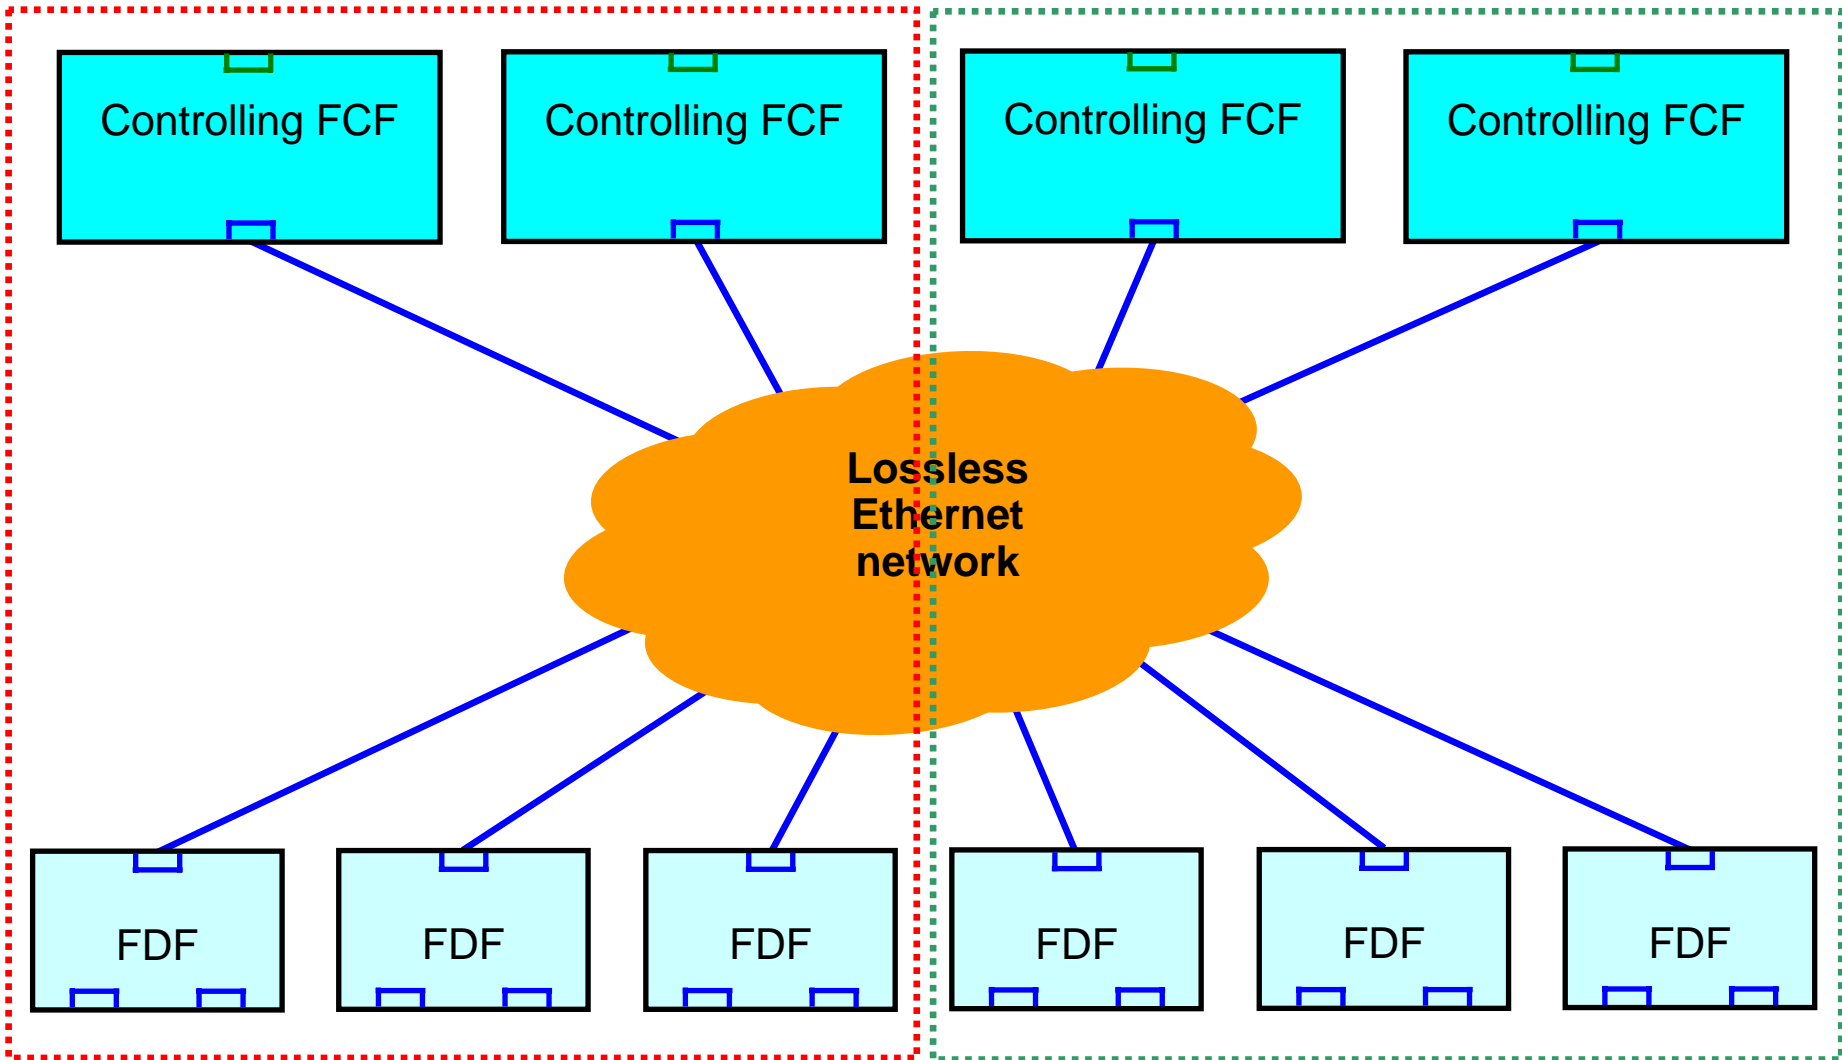 Controlling FCF
Controlling FCF
Controlling FCF
Controlling FCF
Lossless
Ethernet
network
FDF
FDF
FDF
FDF
FDF
FDF